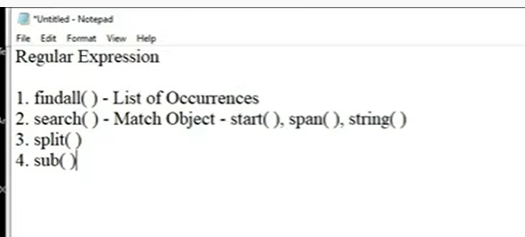 *Untitled - Notepad
File Edit Format View Help
Regular Expression
1. findall( ) - List of Occurrences
2. search( ) - Match Object - start( ), span( ), string( )
3. split( )
4. sub( )